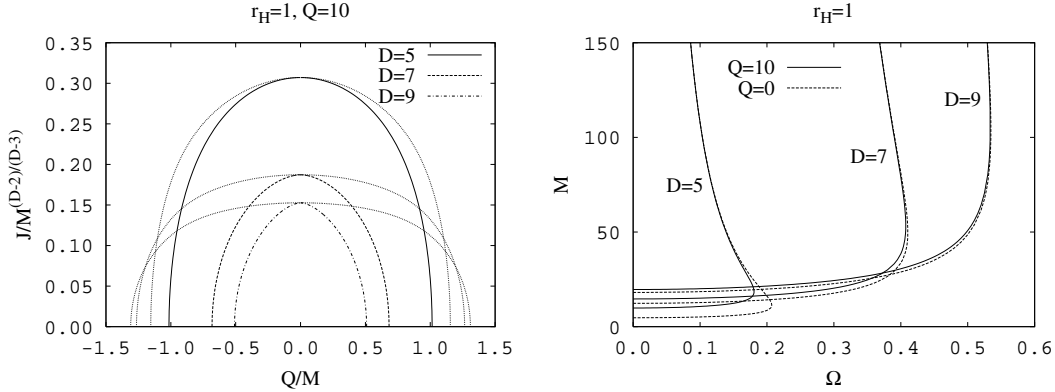 r_H=1, Q=10
J/M^(D-2)/(D-3)
0.35
0.30
0.25
0.20
0.15
0.10
0.05
0.00
D=5
D=7
D=9
-1.5
-1.0
-0.5
0.0
0.5
1.0
1.5
Q/M
r_H=1
M
150
100
50
0
Q=10
Q=0
D=9
D=7
D=5
0.0
0.1
0.2
0.3
0.4
0.5
0.6
Ω